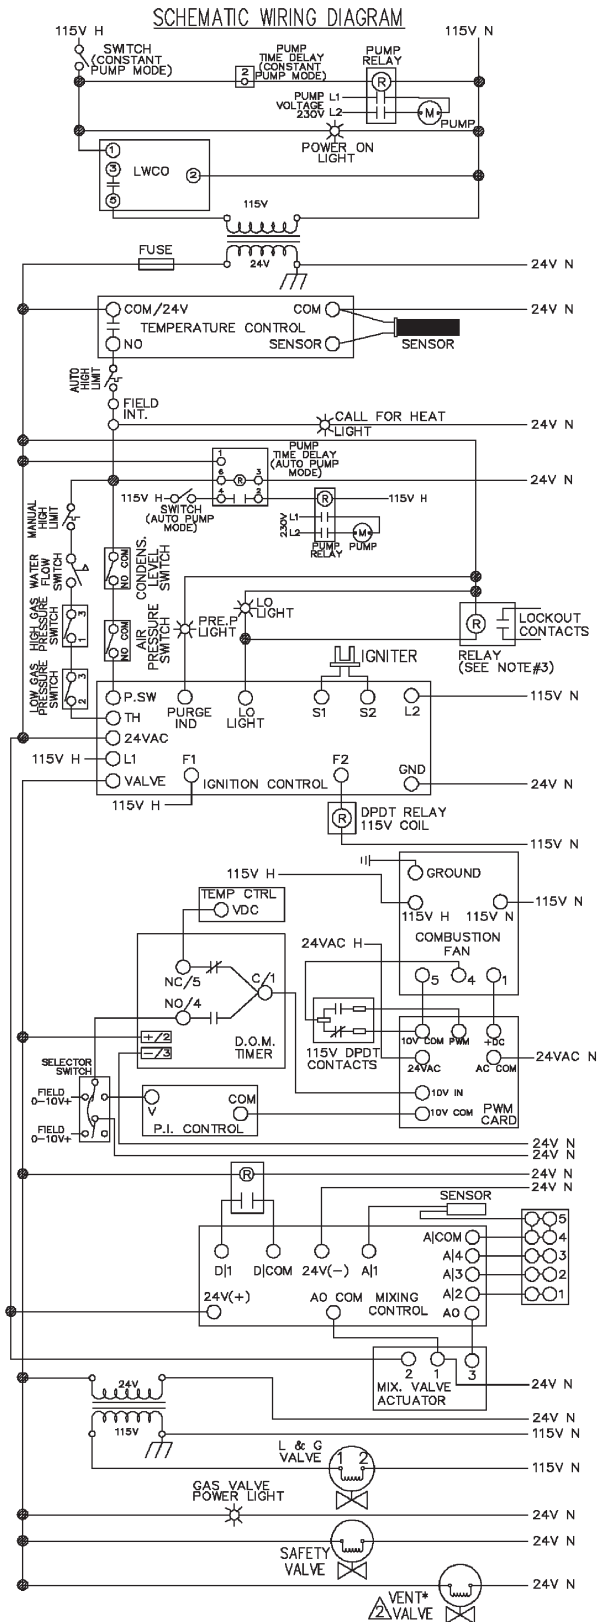 SCHEMATIC WIRING DIAGRAM
115V H
115V N
SWITCH
(CONSTANT
PUMP MODE)
PUMP
TIME DELAY
(CONSTANT
PUMP MODE)
2
PUMP
RELAY
R
PUMP L1
VOLTAGE
230V L2
M
PUMP
POWER ON
LIGHT
1
3
LWCO
2
5
115V
FUSE
24V
24V N
COM/24V
COM
24V N
TEMPERATURE CONTROL
NO
SENSOR
SENSOR
AUTO
HIGH
LIMIT
FIELD
INT.
CALL FOR HEAT
LIGHT
24V N
PUMP
TIME DELAY
(AUTO PUMP
MODE)
1
6
R
3
4
2
24V N
115V H
SWITCH
(AUTO PUMP
MODE)
R
115V H
L1
230V
L2
M
PUMP
RELAY
PUMP
MANUAL
HIGH
LIMIT
WATER
FLOW
SWITCH
NO COM
CONDENS.
LEVEL
SWITCH
HIGH GAS
PRESSURE
SWITCH
3
1
NO COM
AIR
PRESSURE
SWITCH
PRE.P
LIGHT
LO
LIGHT
R
LOCKOUT
CONTACTS
RELAY
(SEE NOTE#3)
LOW GAS
PRESSURE
SWITCH
3
2
IGNITER
P.SW
PURGE
IND
LO
LIGHT
S1
S2
L2
115V N
TH
24VAC
115V H
L1
F1
F2
VALVE
IGNITION CONTROL
GND
24V N
115V H
R
DPDT RELAY
115V COIL
115V N
GROUND
115V H
TEMP CTRL
VDC
115V H
115V N
115V N
COMBUSTION
FAN
24VAC H
NC/5
C/1
NO/4
D.O.M.
TIMER
5
4
1
+/2
-/3
115V DPDT
CONTACTS
10V COM
PWM
+DC
24VAC
AC COM
24VAC N
SELECTOR
SWITCH
FIELD
0-10V+
FIELD
0-10V+
V
COM
P.I. CONTROL
10V IN
10V COM
PWM
CARD
24V N
24V N
24V N
24V N
R
SENSOR
D|1
D|COM
24V(-)
A|1
A|COM
A|4
A|3
A|2
AO
5
4
3
2
1
24V(+)
AO COM
MIXING
CONTROL
2
1
3
MIX. VALVE
ACTUATOR
24V N
24V
24V N
115V
115V N
L & G
VALVE
1 2
115V N
GAS VALVE
POWER LIGHT
24V N
SAFETY
VALVE
24V N
2
VENT*
VALVE
24V N